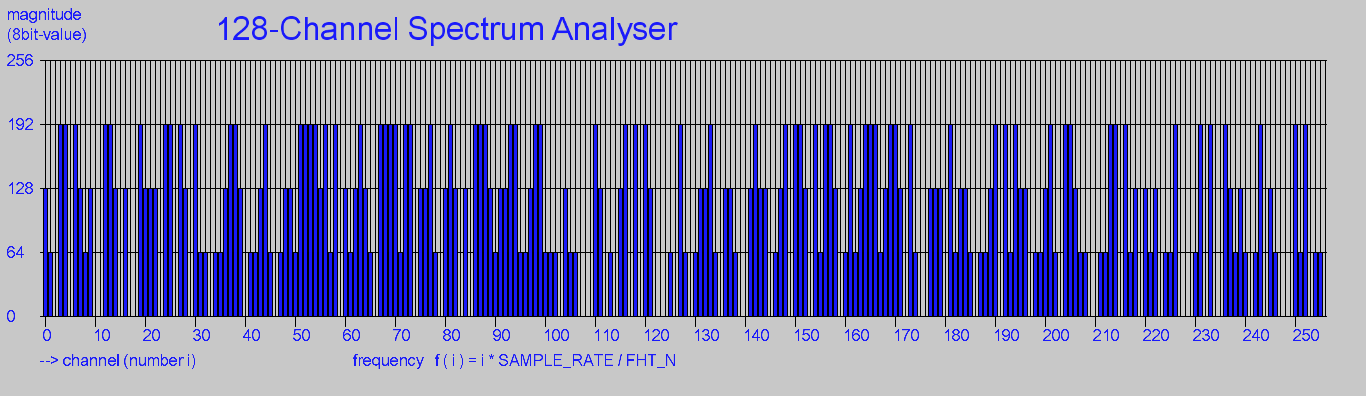 magnitude
(8bit-value)
128-Channel Spectrum Analyser
256
192
128
64
0
0 10 20 30 40 50 60 70 80 90 100 110 120 130 140 150 160 170 180 190 200 210 220 230 240 250
--> channel (number i)
frequency f ( i ) = i * SAMPLE_RATE / FHT_N